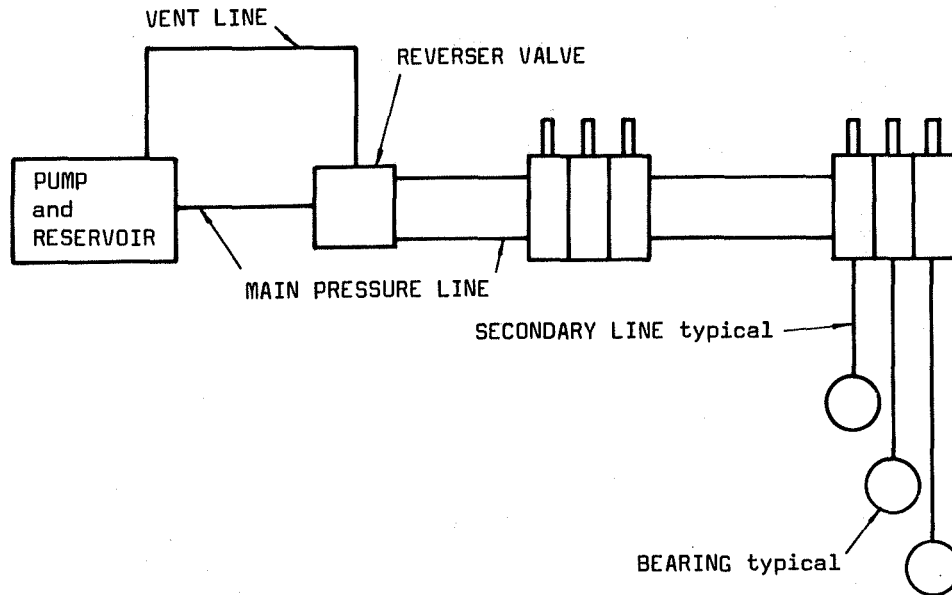 VENT LINE
REVERSER VALVE
PUMP
and
RESERVOIR
MAIN PRESSURE LINE
SECONDARY LINE typical
BEARING typical